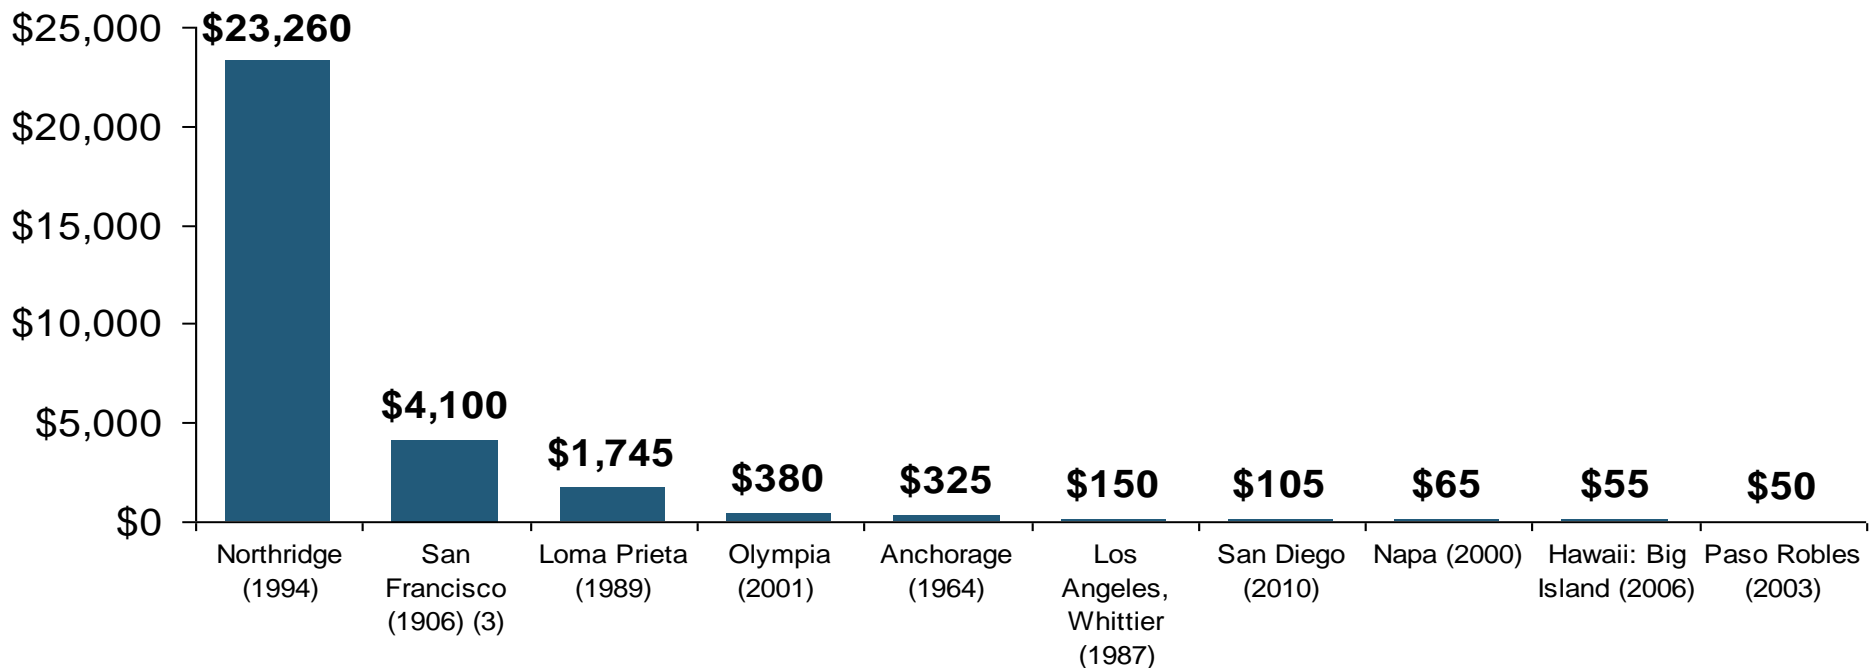 $25,000
$20,000
$15,000
$10,000
$5,000
$0
$23,260
$4,100
$1,745
$380
$325
$150
$105
$65
$55
$50
Northridge
(1994)
San
Francisco
(1906) (3)
Loma Prieta
(1989)
Olympia
(2001)
Anchorage
(1964)
Los
Angeles,
Whittier
(1987)
San Diego
(2010)
Napa (2000)
Hawaii: Big
Island (2006)
Paso Robles
(2003)